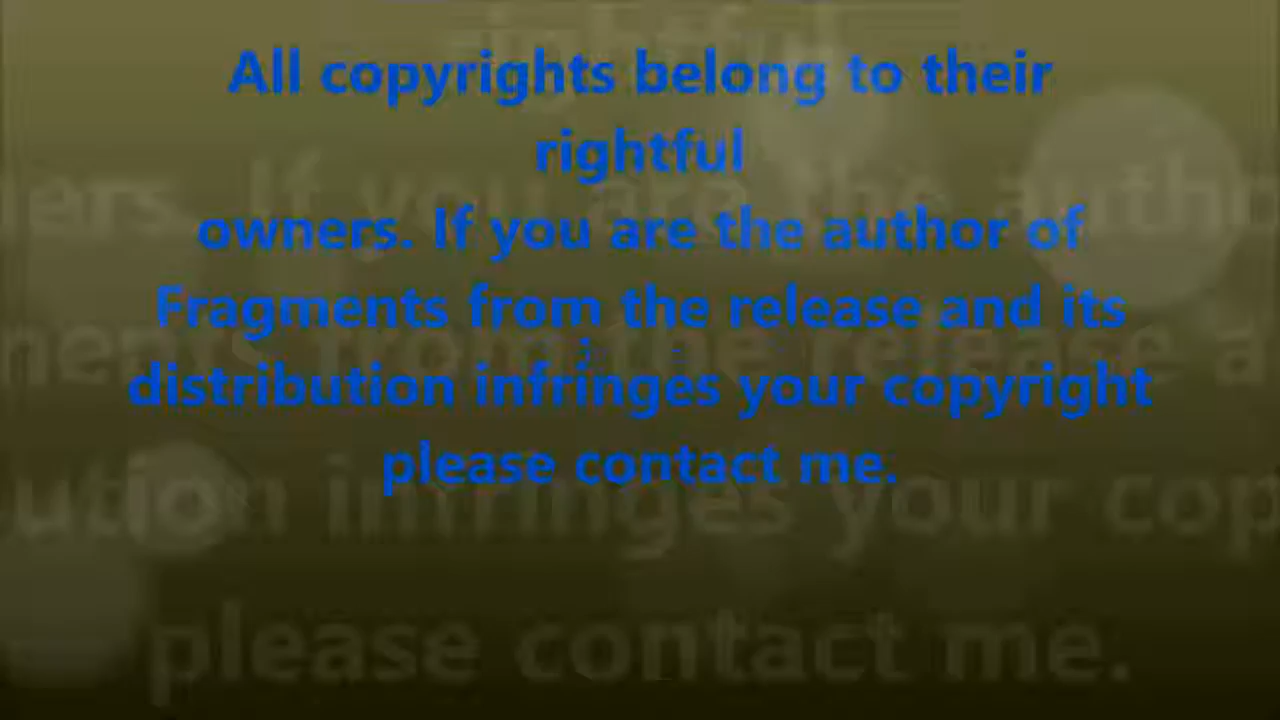 All copyrights belong to their
rightful
owners. If you are the author of
Fragments from the release and its
distribution infringes your copyright
please contact me.